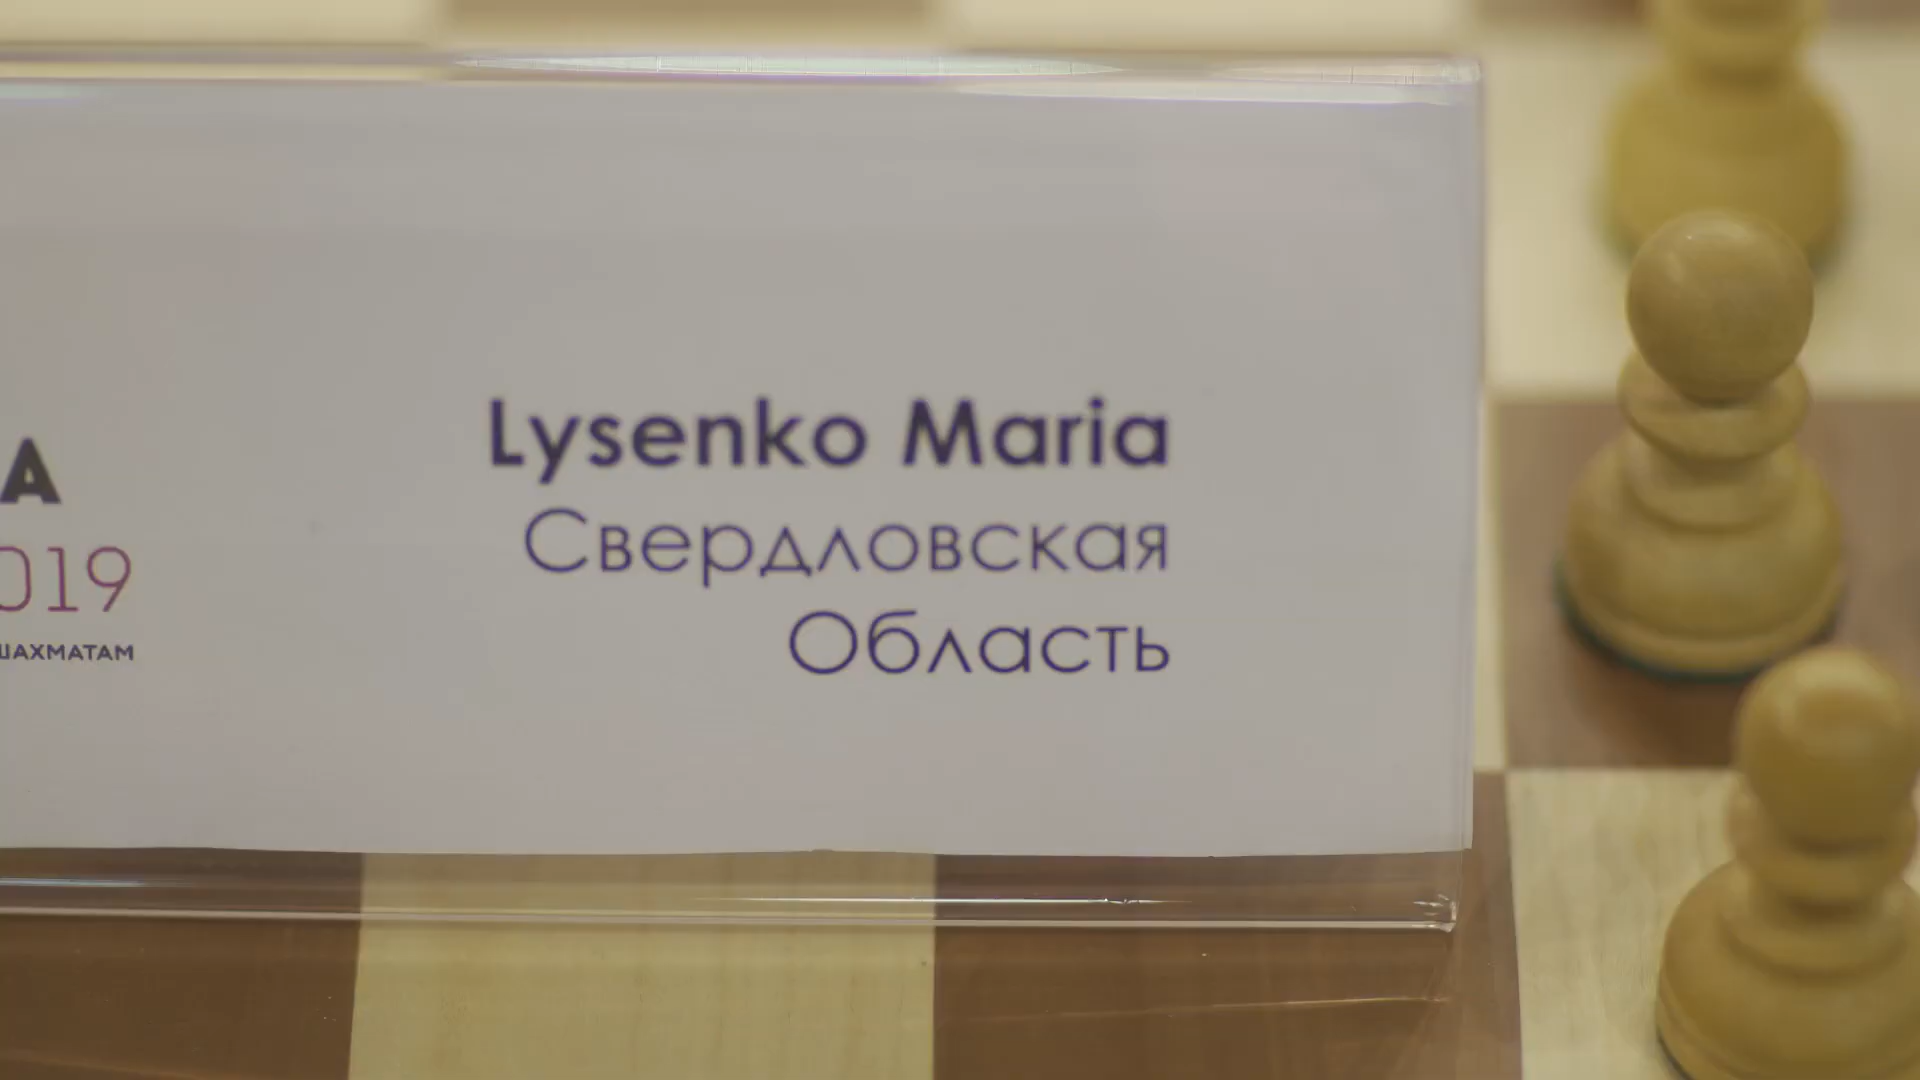 019
ШАХМАТАМ
Lysenko Maria
Свердловская
Область